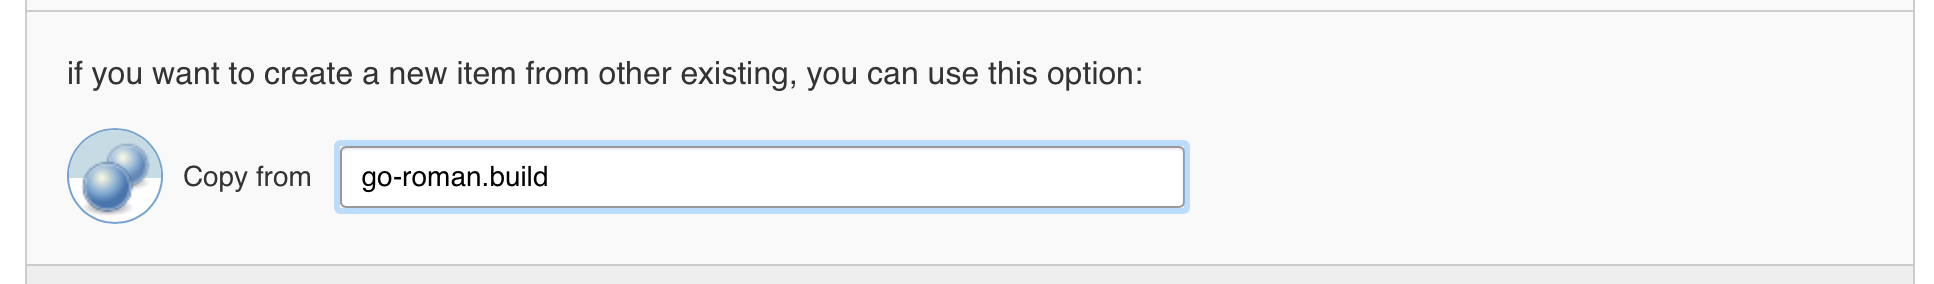 if you want to create a new item from other existing, you can use this option:
Copy from
go-roman.build